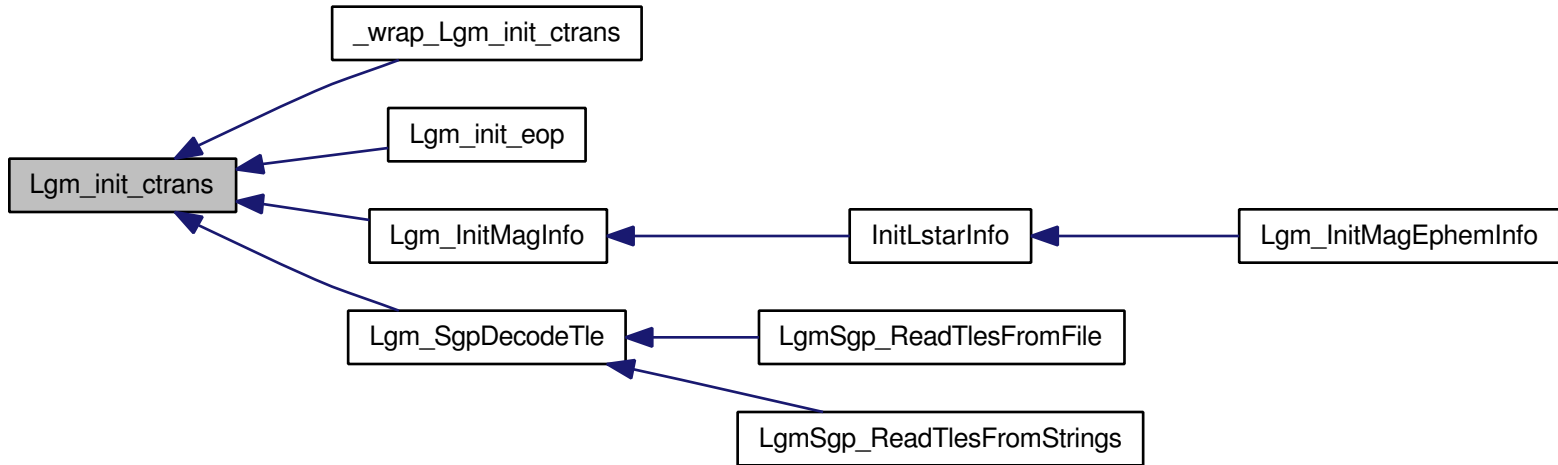 _wrap_Lgm_init_ctrans
Lgm_init_eop
Lgm_init_ctrans
Lgm_InitMagInfo
InitLstarInfo
Lgm_InitMagEphemInfo
Lgm_SgpDecodeTle
LgmSgp_ReadTlesFromFile
LgmSgp_ReadTlesFromStrings